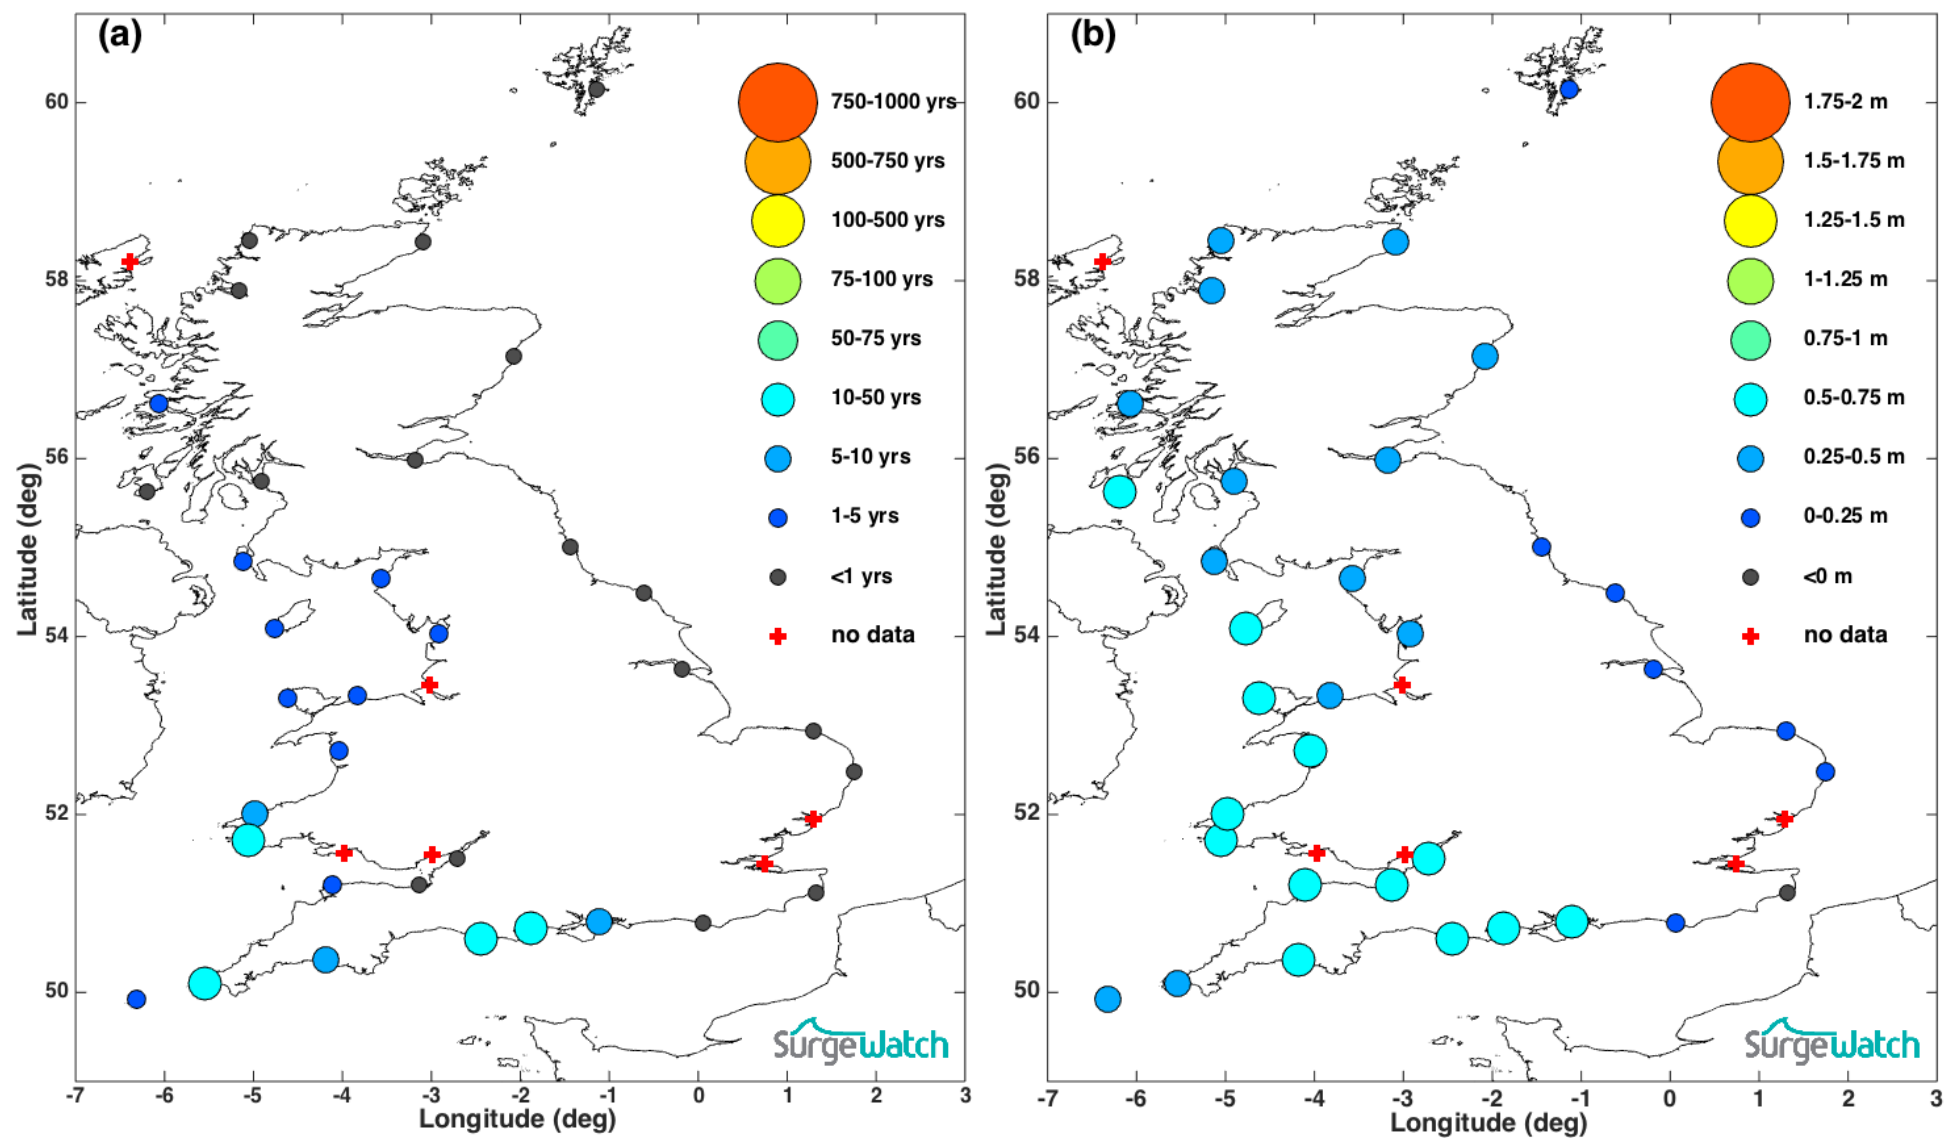 (a)
750-1000 yrs
500-750 yrs
100-500 yrs
75-100 yrs
50-75 yrs
10-50 yrs
5-10 yrs
1-5 yrs
<1 yrs
no data
60
58
56
54
52
50
Latitude (deg)
-7 -6 -5 -4 -3 -2 -1 0 1 2 3
Longitude (deg)
SurgeWatch
(b)
1.75-2 m
1.5-1.75 m
1.25-1.5 m
1-1.25 m
0.75-1 m
0.5-0.75 m
0.25-0.5 m
0-0.25 m
<0 m
no data
60
58
56
54
52
50
Latitude (deg)
-7 -6 -5 -4 -3 -2 -1 0 1 2 3
Longitude (deg)
SurgeWatch